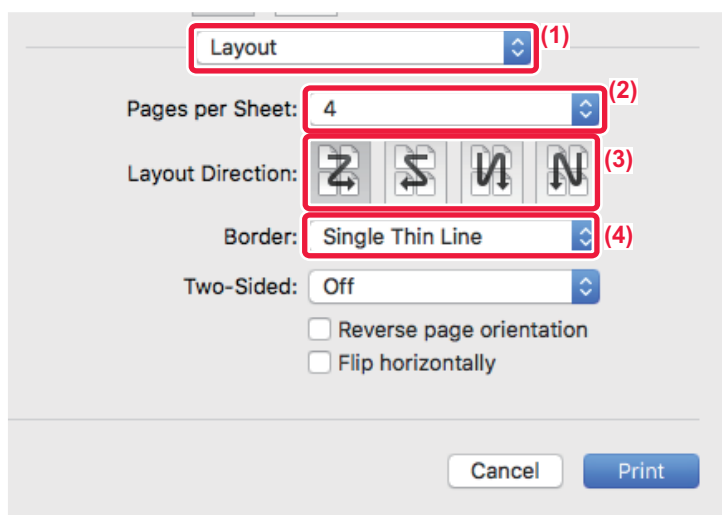 Layout (1)
Pages per Sheet: 4 (2)
Layout Direction: (3)
Border: Single Thin Line (4)
Two-Sided: Off
Reverse page orientation
Flip horizontally
Cancel Print